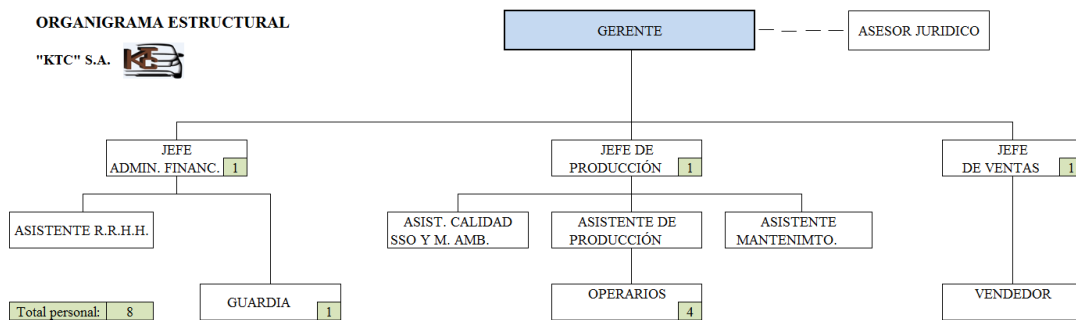 ORGANIGRAMA ESTRUCTURAL
"KTC" S.A.
KTC
GERENTE
ASESOR JURIDICO
JEFE
ADMIN. FINANC. 1
JEFE DE
PRODUCCIÓN 1
JEFE
DE VENTAS 1
ASISTENTE R.R.H.H.
ASIST. CALIDAD
SSO Y M. AMB.
ASISTENTE DE
PRODUCCIÓN
ASISTENTE
MANTENIMTO.
Total personal: 8
GUARDIA 1
OPERARIOS
4
VENDEDOR